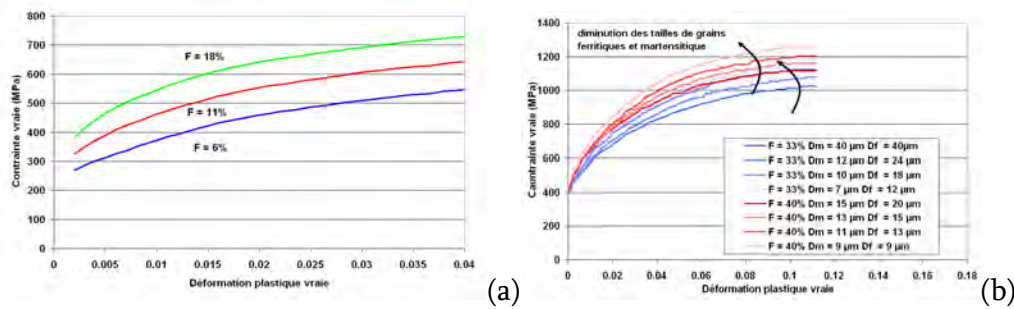 Contrainte vraie (MPa)
800
700
600
500
400
300
200
100
0
F = 18%
F = 11%
F = 6%
0
0.005
0.01
0.015
0.02
0.025
0.03
0.035
0.04
Déformation plastique vraie
(a)
Cauntrainte vraie (MPa)
1400
1200
1000
800
600
400
200
0
diminution des tailles de grains
ferritiques et martensitique
F = 33% Dm = 40 µm Df = 40µm
F = 33% Dm = 12 µm Df = 24 µm
F = 33% Dm = 10 µm Df = 18 µm
F = 33% Dm = 7 µm Df = 12 µm
F = 40% Dm = 15 µm Df = 20 µm
F = 40% Dm = 13 µm Df = 15 µm
F = 40% Dm = 11 µm Df = 13 µm
F = 40% Dm = 9 µm Df = 9 µm
0
0.02
0.04
0.06
0.08
0.1
0.12
0.14
0.16
0.18
Déformation plastique vraie
(b)